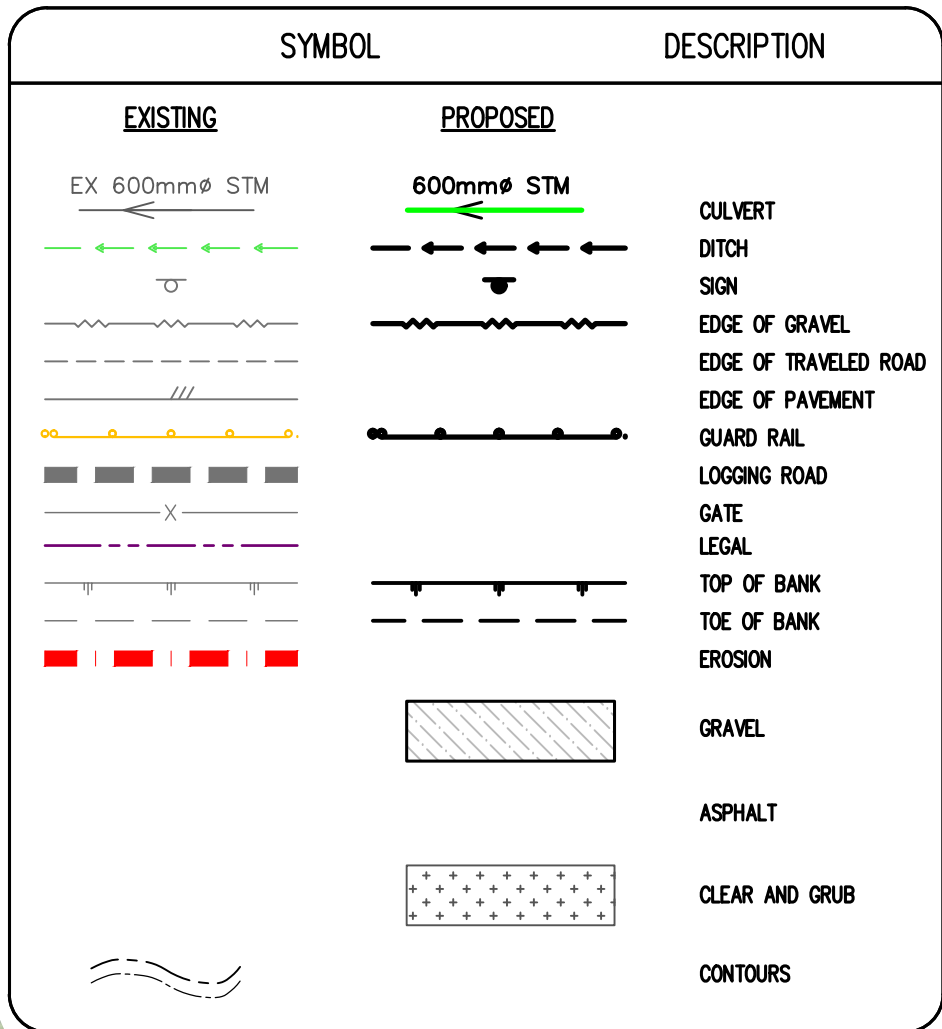 SYMBOL DESCRIPTION
EXISTING PROPOSED
EX 600mmø STM 600mmø STM
CULVERT
DITCH
SIGN
EDGE OF GRAVEL
EDGE OF TRAVELED ROAD
EDGE OF PAVEMENT
GUARD RAIL
LOGGING ROAD
X GATE
LEGAL
TOP OF BANK
TOE OF BANK
EROSION
GRAVEL
ASPHALT
CLEAR AND GRUB
CONTOURS